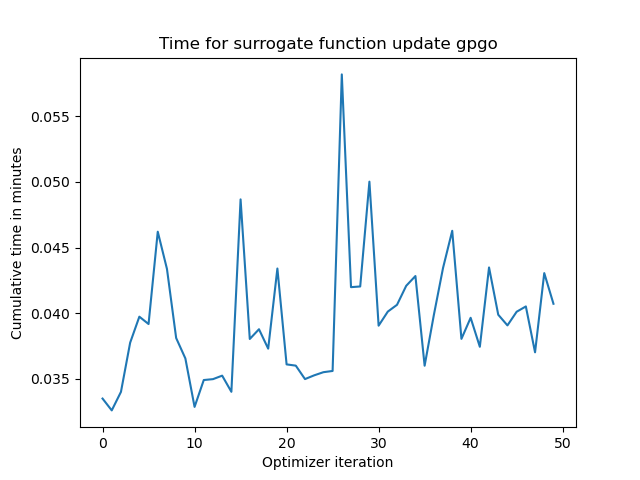 Time for surrogate function update gpgo
Cumulative time in minutes
0.055
0.050
0.045
0.040
0.035
0 10 20 30 40 50
Optimizer iteration